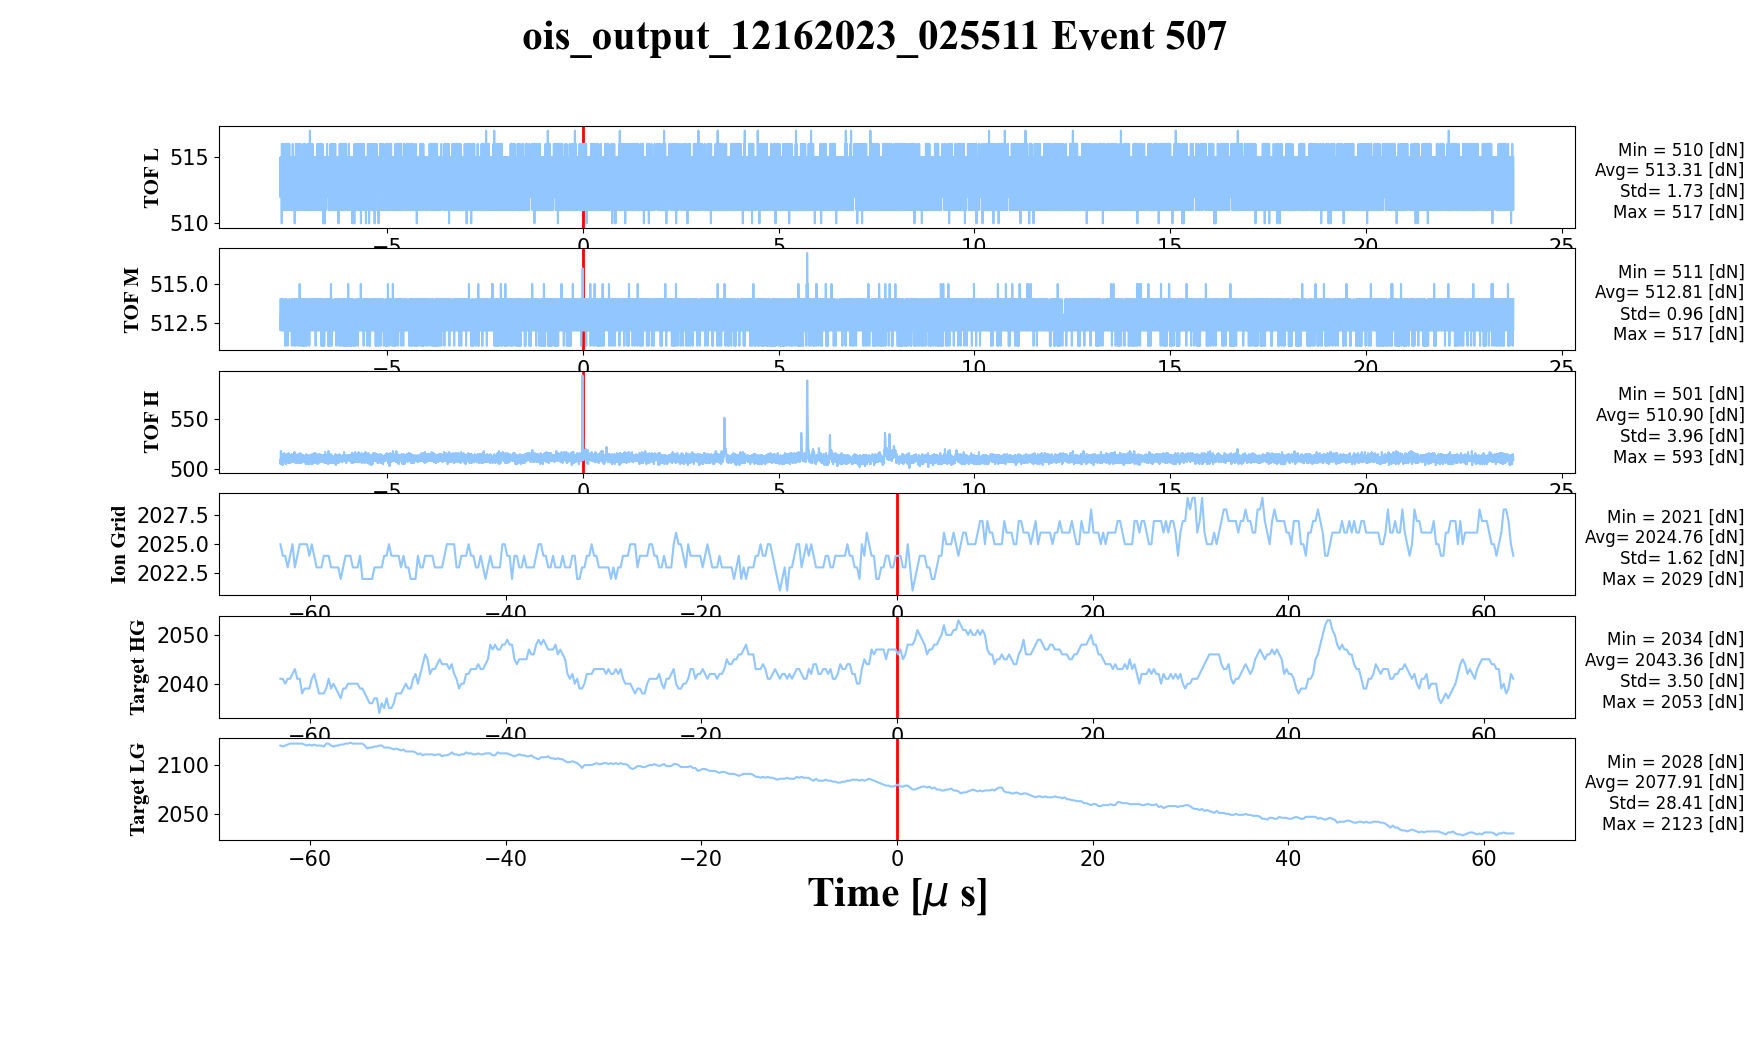 ois_output_12162023_025511 Event 507
TOF L
515
510
−5 0 5 10 15 20 25
Min = 510 [dN]
Avg= 513.31 [dN]
Std= 1.73 [dN]
Max = 517 [dN]
TOF M
515.0
512.5
−5 0 5 10 15 20 25
Min = 511 [dN]
Avg= 512.81 [dN]
Std= 0.96 [dN]
Max = 517 [dN]
TOF H
550
500
−5 0 5 10 15 20 25
Min = 501 [dN]
Avg= 510.90 [dN]
Std= 3.96 [dN]
Max = 593 [dN]
Ion Grid
2027.5
2025.0
2022.5
−60 −40 −20 0 20 40 60
Min = 2021 [dN]
Avg= 2024.76 [dN]
Std= 1.62 [dN]
Max = 2029 [dN]
Target HG
2050
2040
−60 −40 −20 0 20 40 60
Min = 2034 [dN]
Avg= 2043.36 [dN]
Std= 3.50 [dN]
Max = 2053 [dN]
Target LG
2100
2050
−60 −40 −20 0 20 40 60
Min = 2028 [dN]
Avg= 2077.91 [dN]
Std= 28.41 [dN]
Max = 2123 [dN]
Time [μ s]